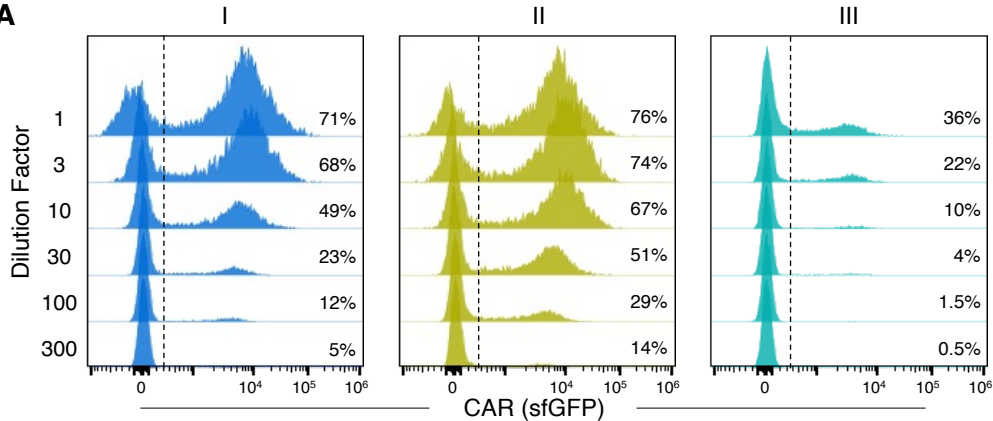 A
I II III
Dilution Factor
1 71% 76% 36%
3 68% 74% 22%
10 49% 67% 10%
30 23% 51% 4%
100 12% 29% 1.5%
300 5% 14% 0.5%
0 10⁴ 10⁵ 10⁶ 0 10⁴ 10⁵ 10⁶ 0 10⁴ 10⁵ 10⁶
CAR (sfGFP)